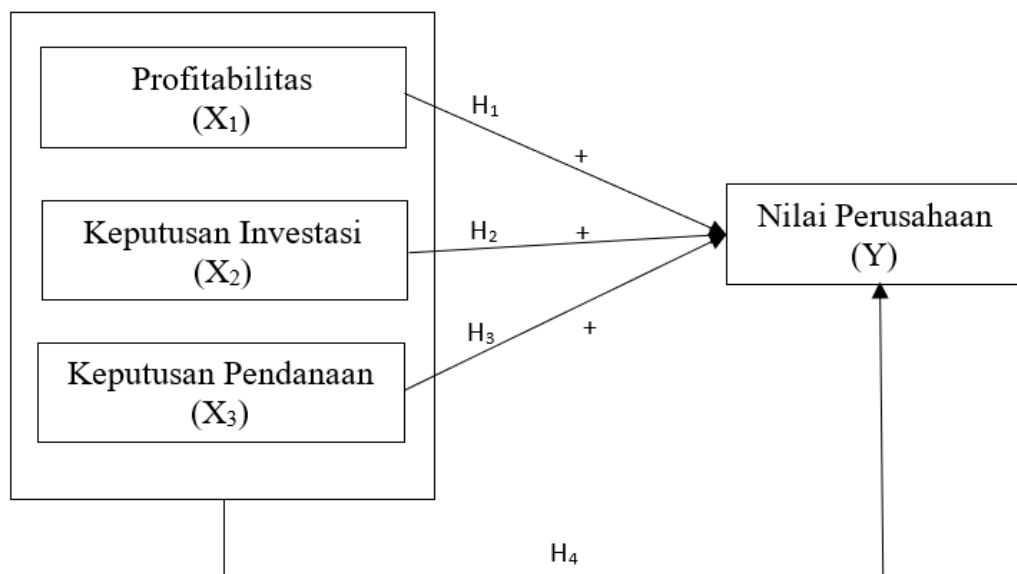 Profitabilitas
(X₁)
H₁
+
Keputusan Investasi
(X₂)
H₂
+
Nilai Perusahaan
(Y)
Keputusan Pendanaan
(X₃)
H₃
+
H₄